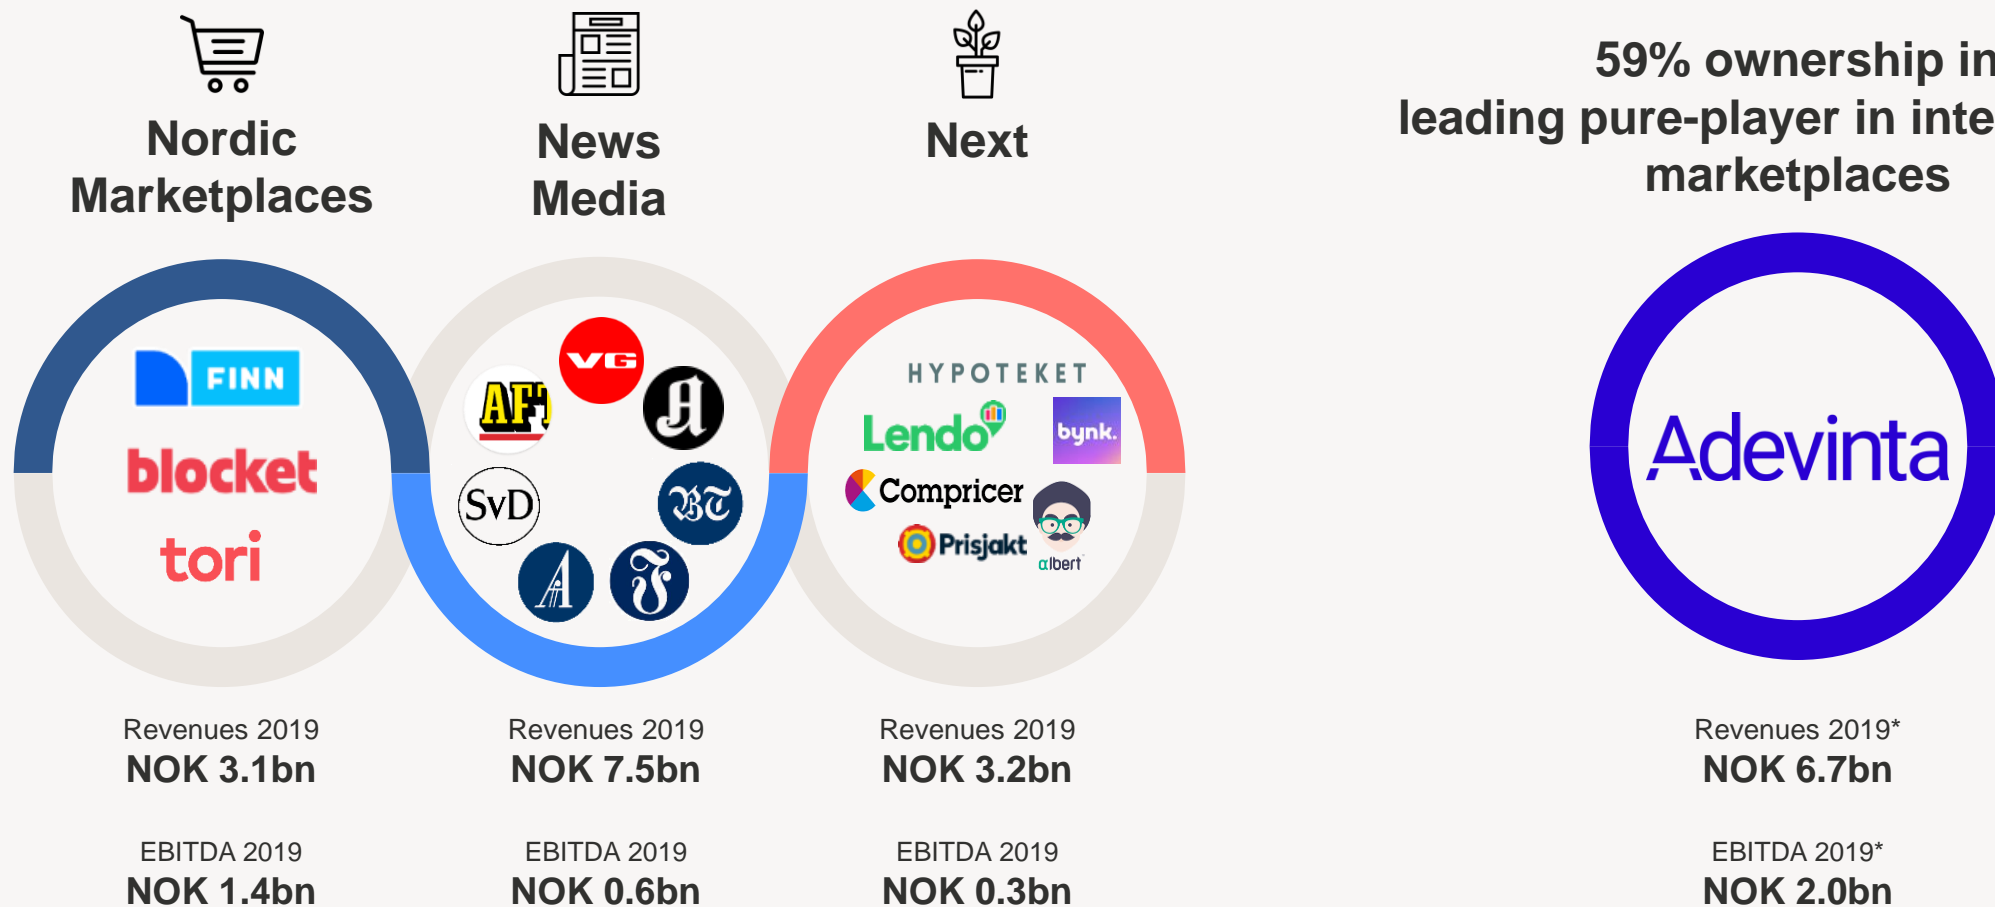 Nordic
Marketplaces
FINN
blocket
tori
Revenues 2019
NOK 3.1bn
EBITDA 2019
NOK 1.4bn
News
Media
VG
AFT
A
SvD
BT
A
F
Revenues 2019
NOK 7.5bn
EBITDA 2019
NOK 0.6bn
Next
HYPOTEKET
Lendo
bynk.
Compricer
Prisjakt
albert
Revenues 2019
NOK 3.2bn
EBITDA 2019
NOK 0.3bn
59% ownership in
leading pure-player in inte
marketplaces
Adevinta
Revenues 2019*
NOK 6.7bn
EBITDA 2019*
NOK 2.0bn